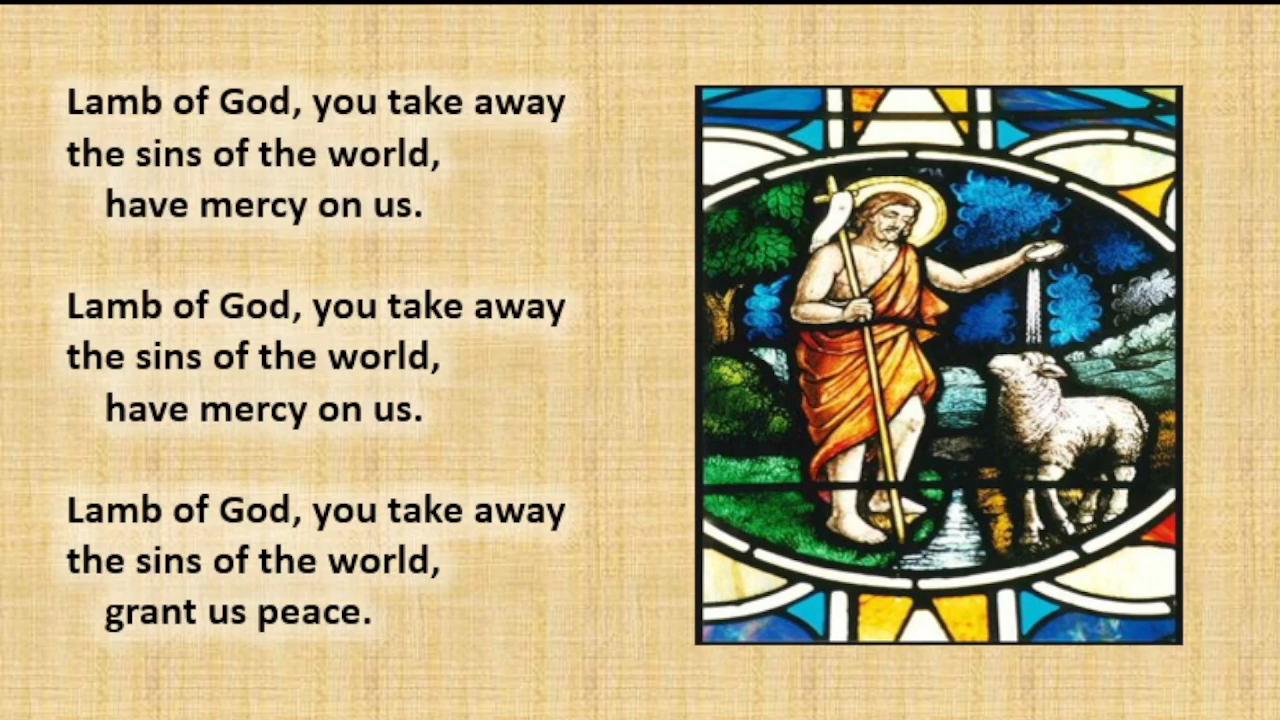 Lamb of God, you take away
the sins of the world,
have mercy on us.
Lamb of God, you take away
the sins of the world,
have mercy on us.
Lamb of God, you take away
the sins of the world,
grant us peace.